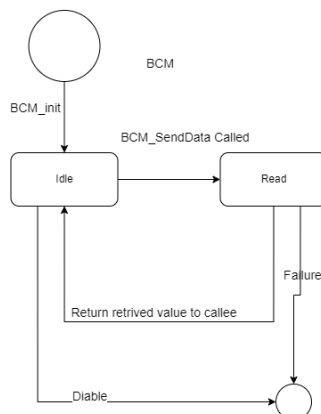 BCM
BCM_init
BCM_SendData Called
Idle
Read
Failure
Return retrived value to callee
Diable